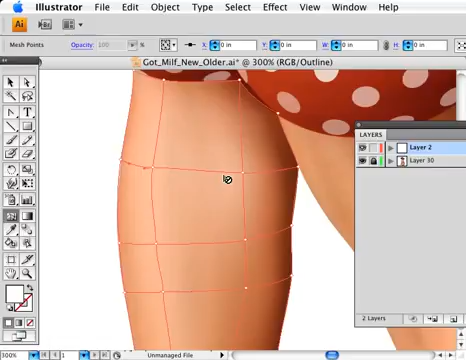 Illustrator File Edit Object Type Select Effect View Window Help
Ai Br
Mesh Points Opacity: 100 % X: 0 in Y: 0 in W: 0 in H: 0 in
Got_Milf_New_Older.ai* @ 300% (RGB/Outline)
LAYERS
Layer 2
Layer 30
2 Layers
300% 1 Unmanaged File